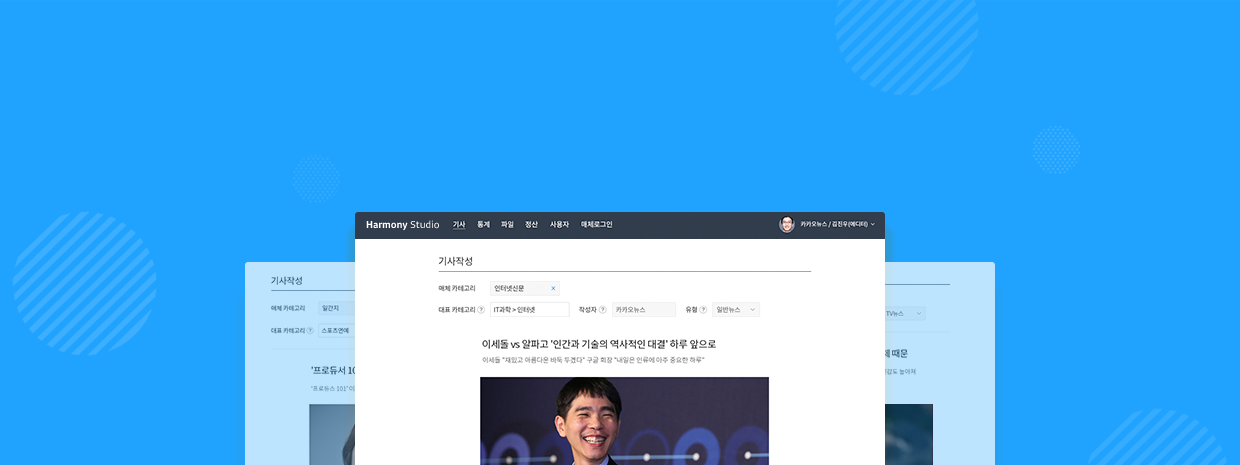 Harmony Studio 기사 통계 파일 정산 사용자 매체로그인 카카오뉴스 / 김진우(에디터)
기사작성
매체 카테고리 인터넷신문 ×
대표 카테고리 ? IT과학 > 인터넷 작성자 ? 카카오뉴스 유형 ? 일반뉴스
이세돌 vs 알파고 '인간과 기술의 역사적인 대결' 하루 앞으로
이세돌 "재밌고 아름다운 바둑 두겠다" 구글 회장 "내일은 인류에 아주 중요한 하루"
기사작성
매체 카테고리 일간지
대표 카테고리 ? 스포츠연예
'프로듀서 10
'프로듀스 101' 이
TV뉴스
때문
감도 높아져